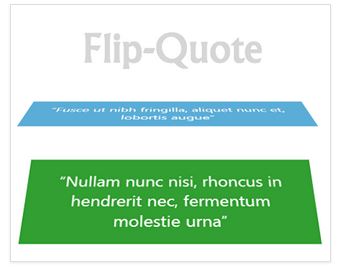 Flip-Quote
“Fusce ut nibh fringilla, aliquet nunc et,
lobortis augue”
“Nullam nunc nisi, rhoncus in
hendrerit nec, fermentum
molestie urna”